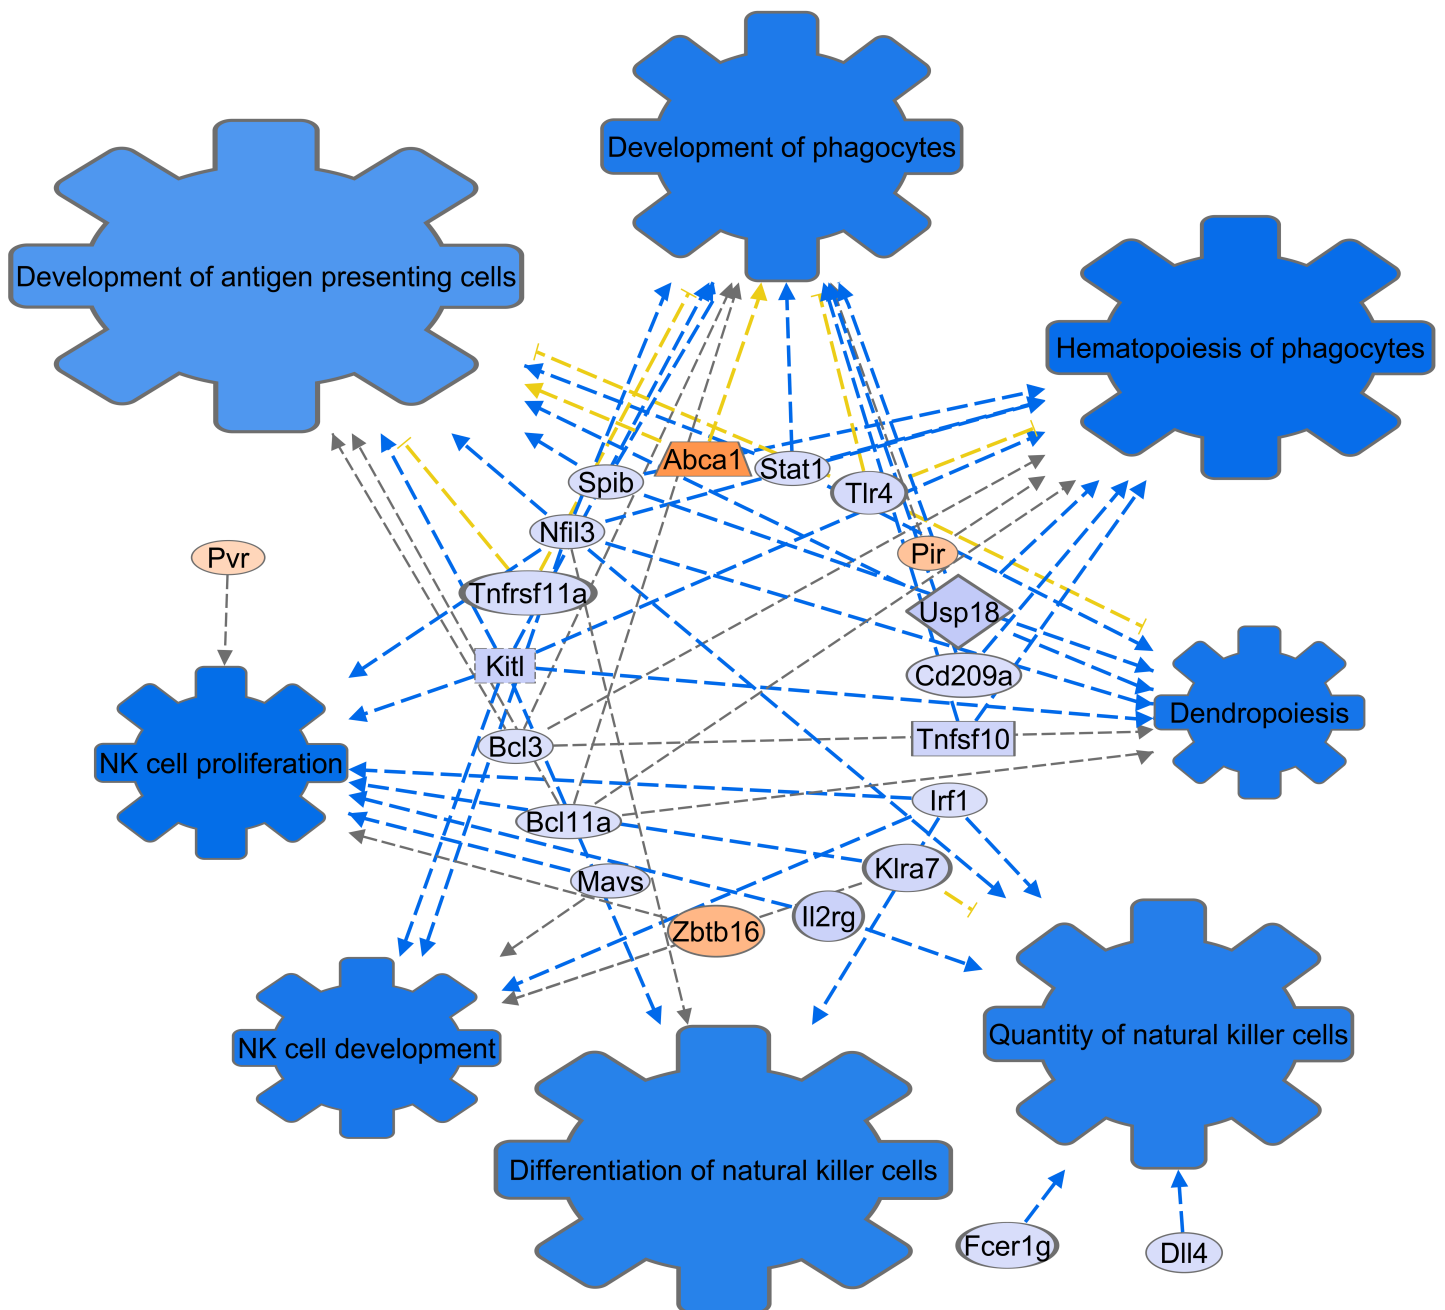 Development of phagocytes
Development of antigen presenting cells
Hematopoiesis of phagocytes
Abca1
Stat1
Spib
Tlr4
Nfil3
Pir
Pvr
Tnfrsf11a
Usp18
Kitl
Cd209a
Dendropoiesis
Bcl3
Tnfsf10
NK cell proliferation
Irf1
Bcl11a
Klra7
Mavs
Il2rg
Zbtb16
Quantity of natural killer cells
NK cell development
Differentiation of natural killer cells
Fcer1g
Dll4